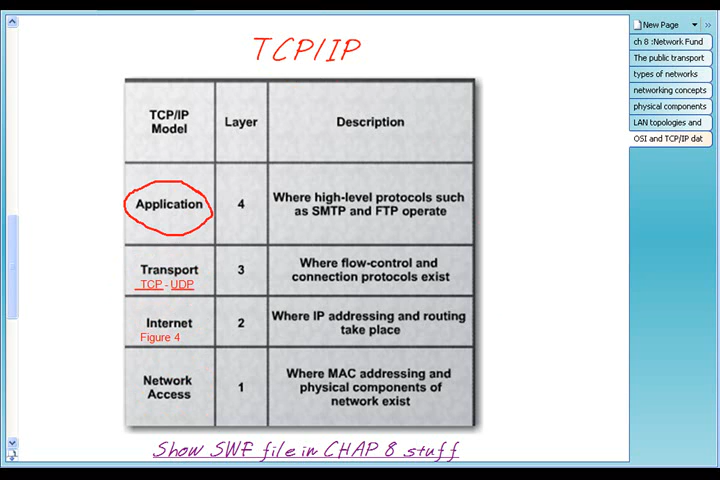 TCP/IP
TCP/IP Model
Layer
Description
Application
4
Where high-level protocols such
as SMTP and FTP operate
Transport
TCP - UDP
3
Where flow-control and
connection protocols exist
Internet
Figure 4
2
Where IP addressing and routing
take place
Network
Access
1
Where MAC addressing and
physical components of
network exist
Show SWF file in CHAP 8 stuff
New Page
ch 8 :Network Fund
The public transport
types of networks
networking concepts
physical components
LAN topologies and
OSI and TCP/IP dat